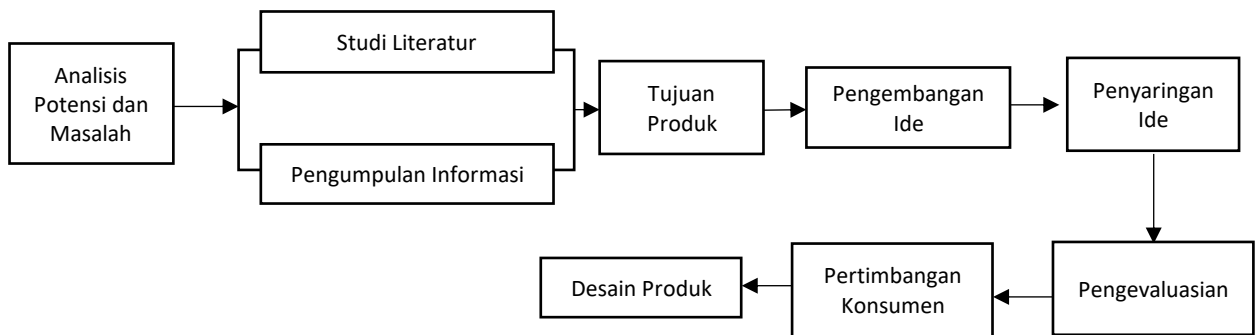 Analisis
Potensi dan
Masalah
Studi Literatur
Pengumpulan Informasi
Tujuan
Produk
Pengembangan
Ide
Penyaringan
Ide
Pengevaluasian
Pertimbangan
Konsumen
Desain Produk